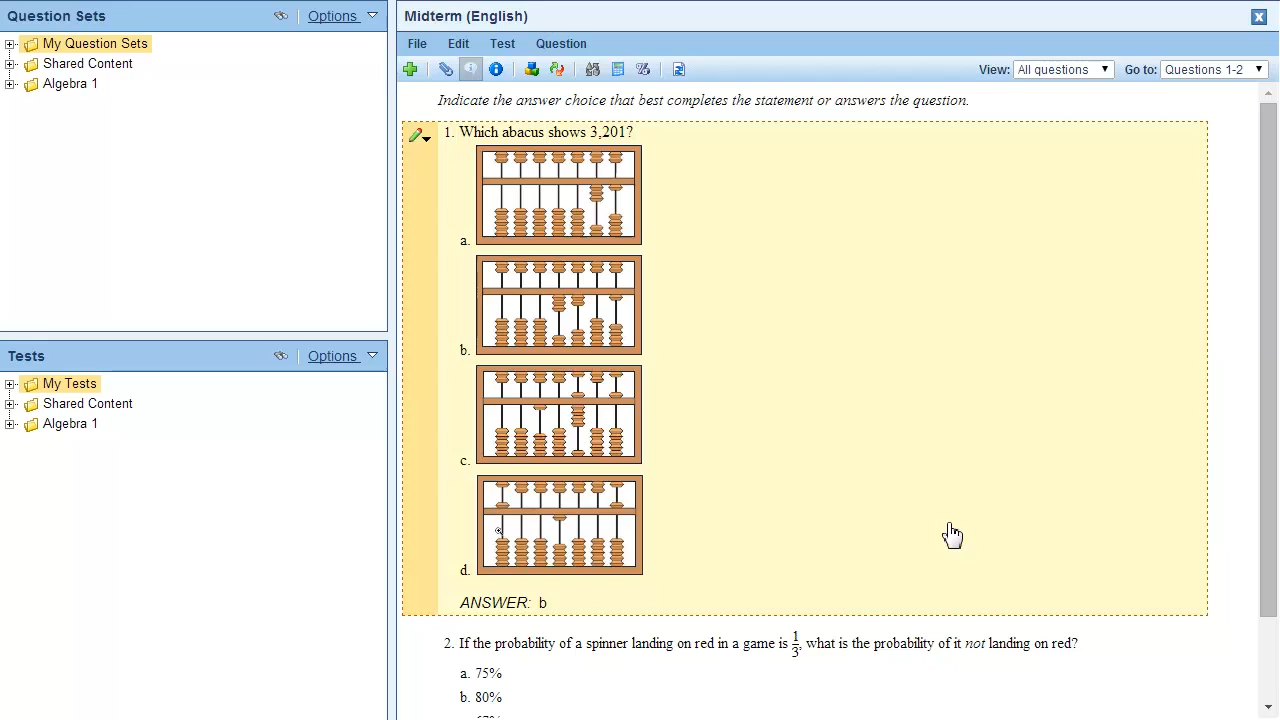 Question Sets
Options
My Question Sets
Shared Content
Algebra 1
Tests
Options
My Tests
Shared Content
Algebra 1
Midterm (English)
File Edit Test Question
View: All questions Go to: Questions 1-2
Indicate the answer choice that best completes the statement or answers the question.
1. Which abacus shows 3,201?
a.
b.
c.
d.
ANSWER: b
2. If the probability of a spinner landing on red in a game is 1/3, what is the probability of it not landing on red?
a. 75%
b. 80%